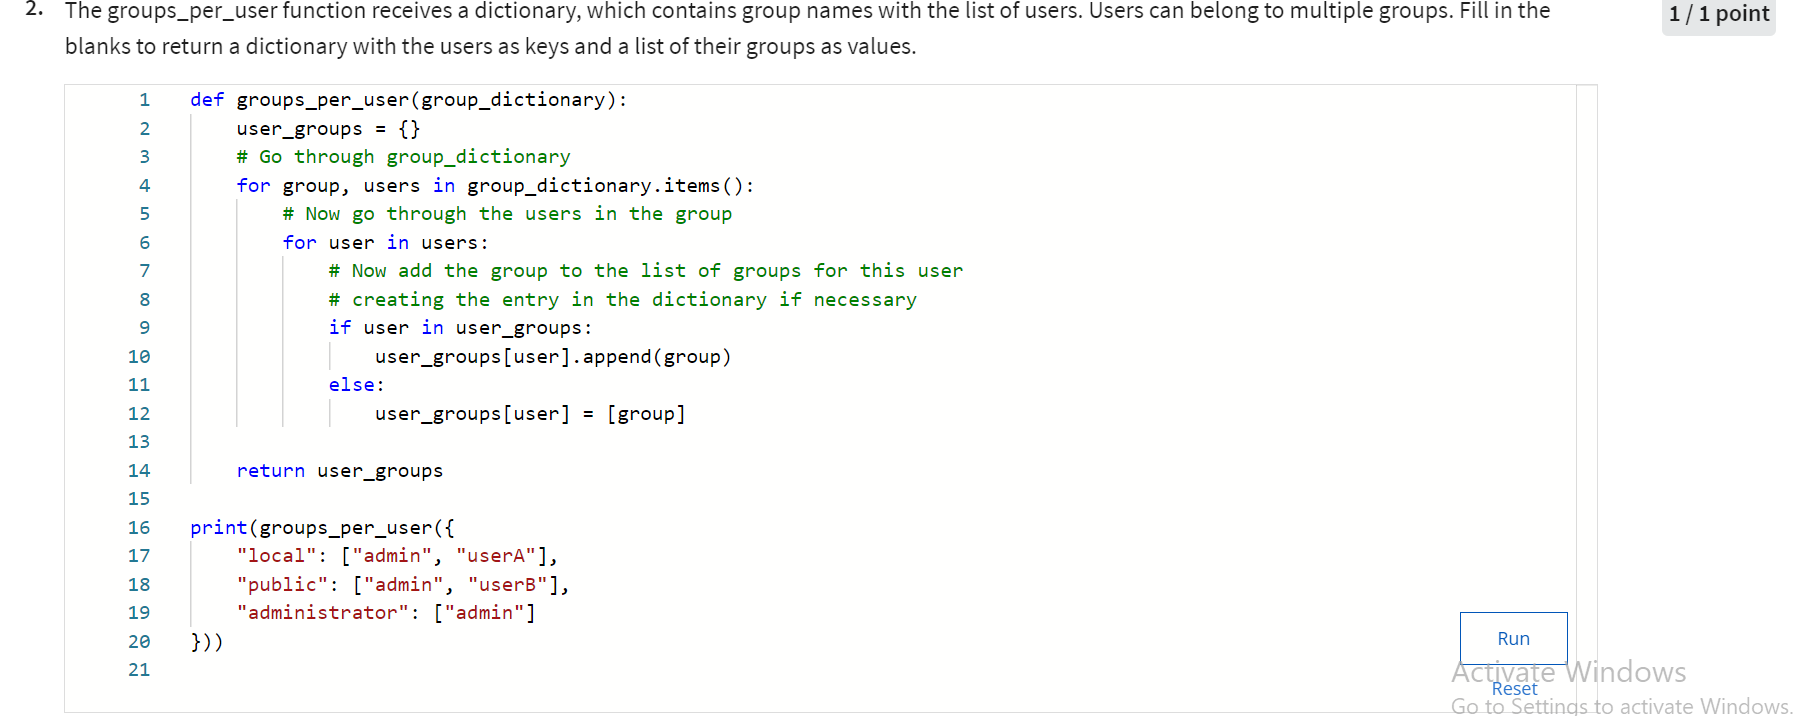 2. The groups_per_user function receives a dictionary, which contains group names with the list of users. Users can belong to multiple groups. Fill in the
1 / 1 point
blanks to return a dictionary with the users as keys and a list of their groups as values.
1 def groups_per_user(group_dictionary):
2 user_groups = {}
3 # Go through group_dictionary
4 for group, users in group_dictionary.items():
5 # Now go through the users in the group
6 for user in users:
7 # Now add the group to the list of groups for this user
8 # creating the entry in the dictionary if necessary
9 if user in user_groups:
10 user_groups[user].append(group)
11 else:
12 user_groups[user] = [group]
13
14 return user_groups
15
16 print(groups_per_user({
17 "local": ["admin", "userA"],
18 "public": ["admin", "userB"],
19 "administrator": ["admin"]
20 }))
21
Run
Activate Windows
Reset
Go to Settings to activate Windows.